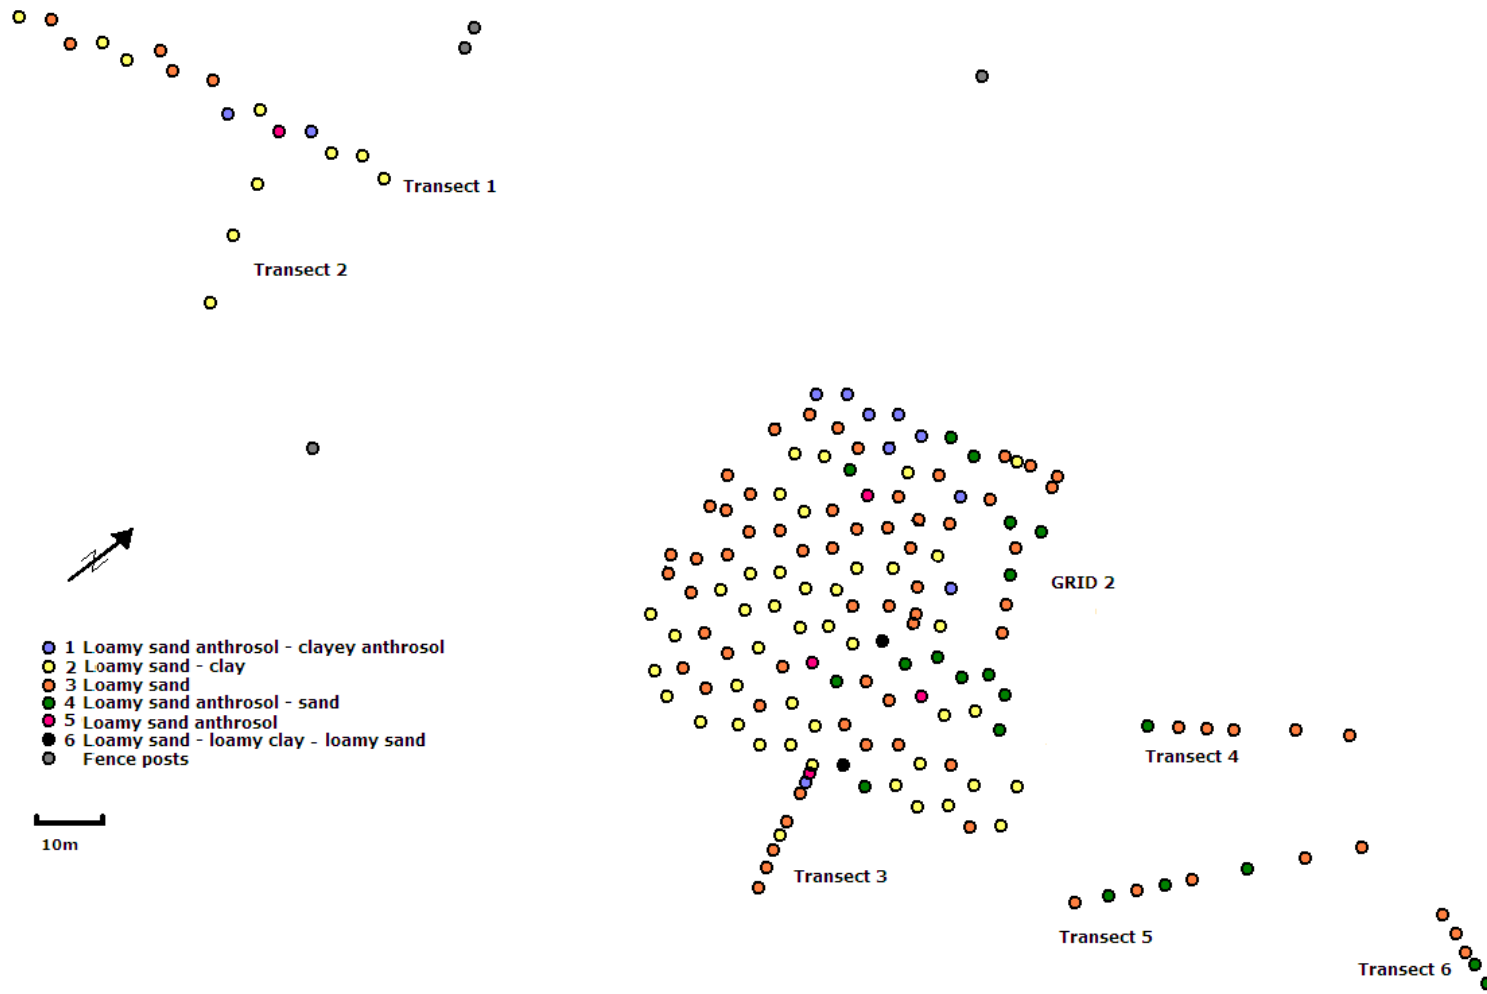 Transect 1
Transect 2
GRID 2
1 Loamy sand anthrosol - clayey anthrosol
2 Loamy sand - clay
3 Loamy sand
4 Loamy sand anthrosol - sand
5 Loamy sand anthrosol
6 Loamy sand - loamy clay - loamy sand
Fence posts
10m
Transect 4
Transect 3
Transect 5
Transect 6